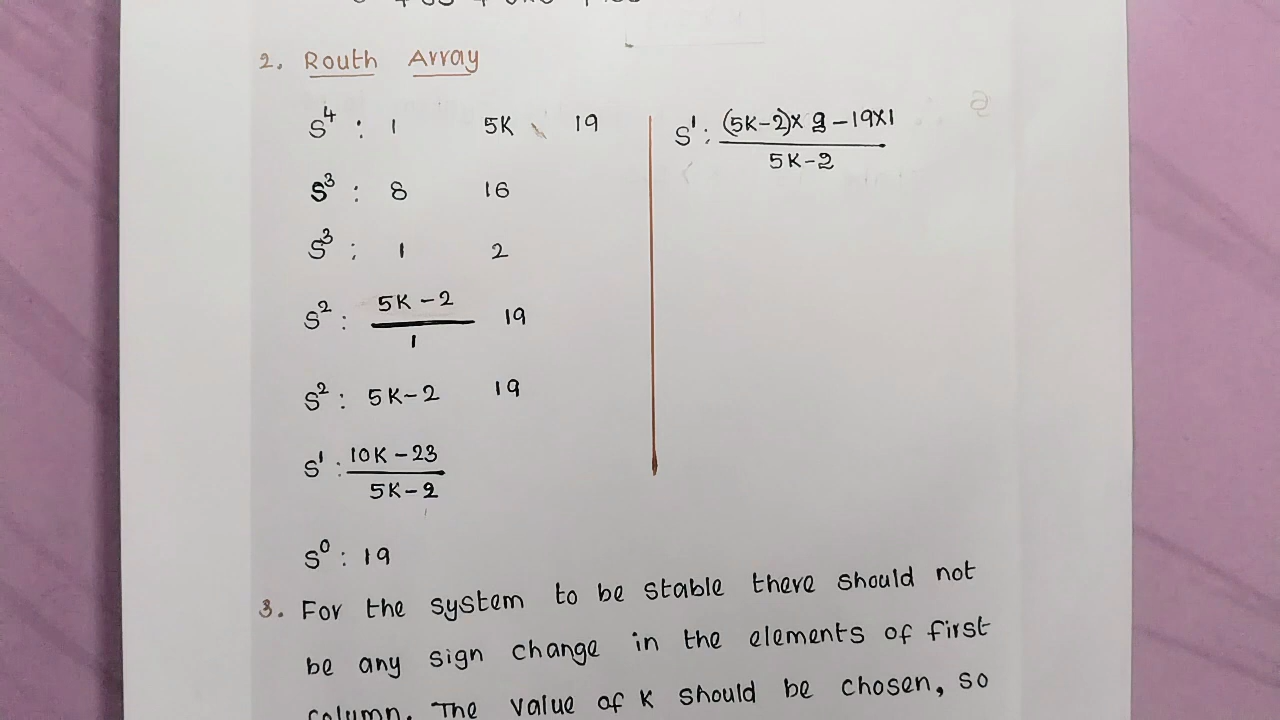 2. Routh Array
S⁴ : 1 5K 19
S³ : 8 16
S³ : 1 2
S² : 5K - 2 / 1 19
S² : 5K-2 19
S¹ : 10K - 23 / 5K - 2
S⁰ : 19
S¹ : (5K-2)× 2 - 19×1 / 5K-2
3. For the system to be stable there should not
be any sign change in the elements of first
column. The value of K should be chosen, so